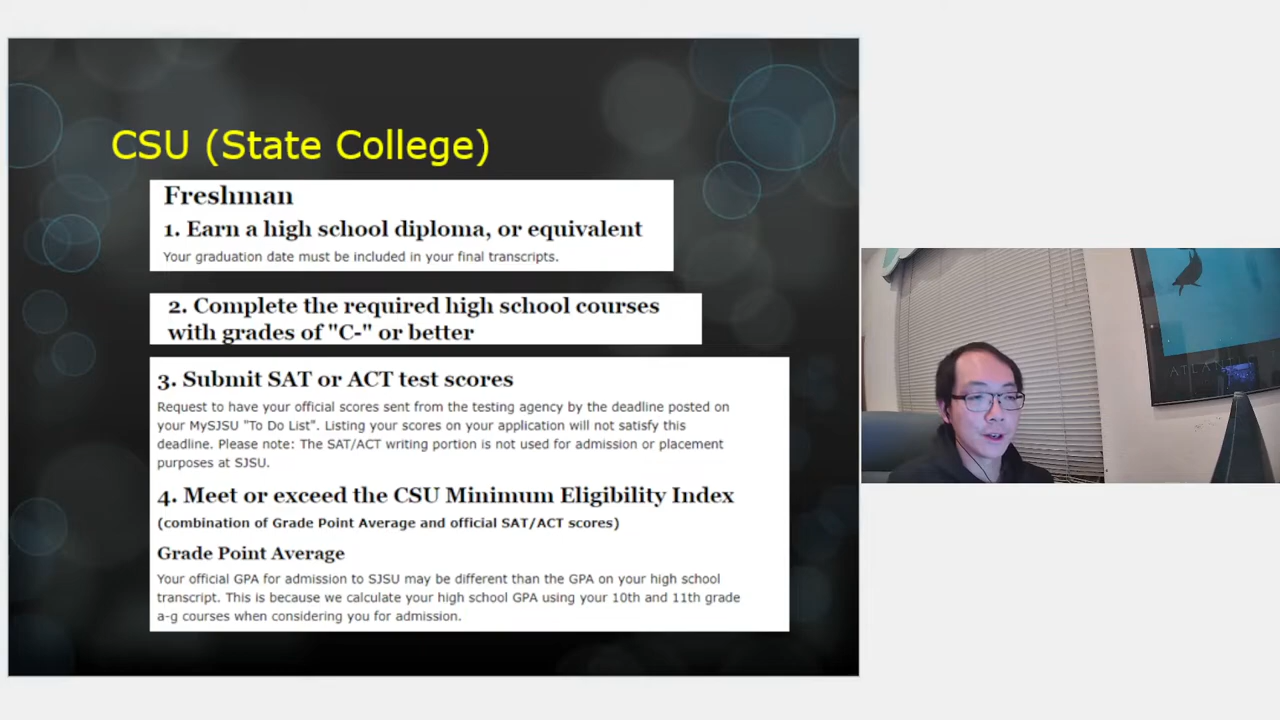 CSU (State College)
Freshman
1. Earn a high school diploma, or equivalent
Your graduation date must be included in your final transcripts.
2. Complete the required high school courses
with grades of "C-" or better
3. Submit SAT or ACT test scores
Request to have your official scores sent from the testing agency by the deadline posted on
your MySJSU "To Do List". Listing your scores on your application will not satisfy this
deadline. Please note: The SAT/ACT writing portion is not used for admission or placement
purposes at SJSU.
4. Meet or exceed the CSU Minimum Eligibility Index
(combination of Grade Point Average and official SAT/ACT scores)
Grade Point Average
Your official GPA for admission to SJSU may be different than the GPA on your high school
transcript. This is because we calculate your high school GPA using your 10th and 11th grade
a-g courses when considering you for admission.